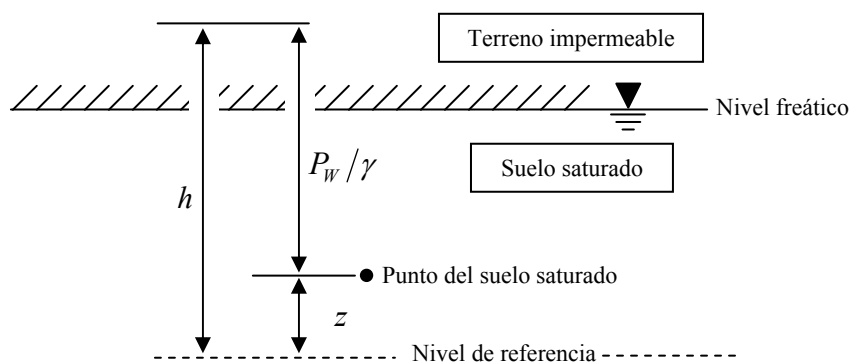 Terreno impermeable
Nivel freático
Suelo saturado
P_W/γ
h
Punto del suelo saturado
z
Nivel de referencia